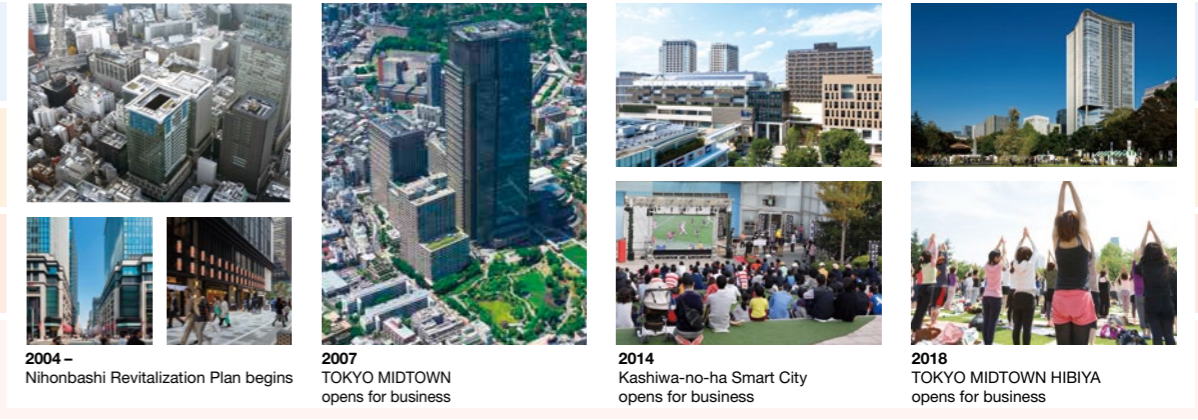 2004 –
Nihonbashi Revitalization Plan begins
2007
TOKYO MIDTOWN
opens for business
2014
Kashiwa-no-ha Smart City
opens for business
2018
TOKYO MIDTOWN HIBIYA
opens for business